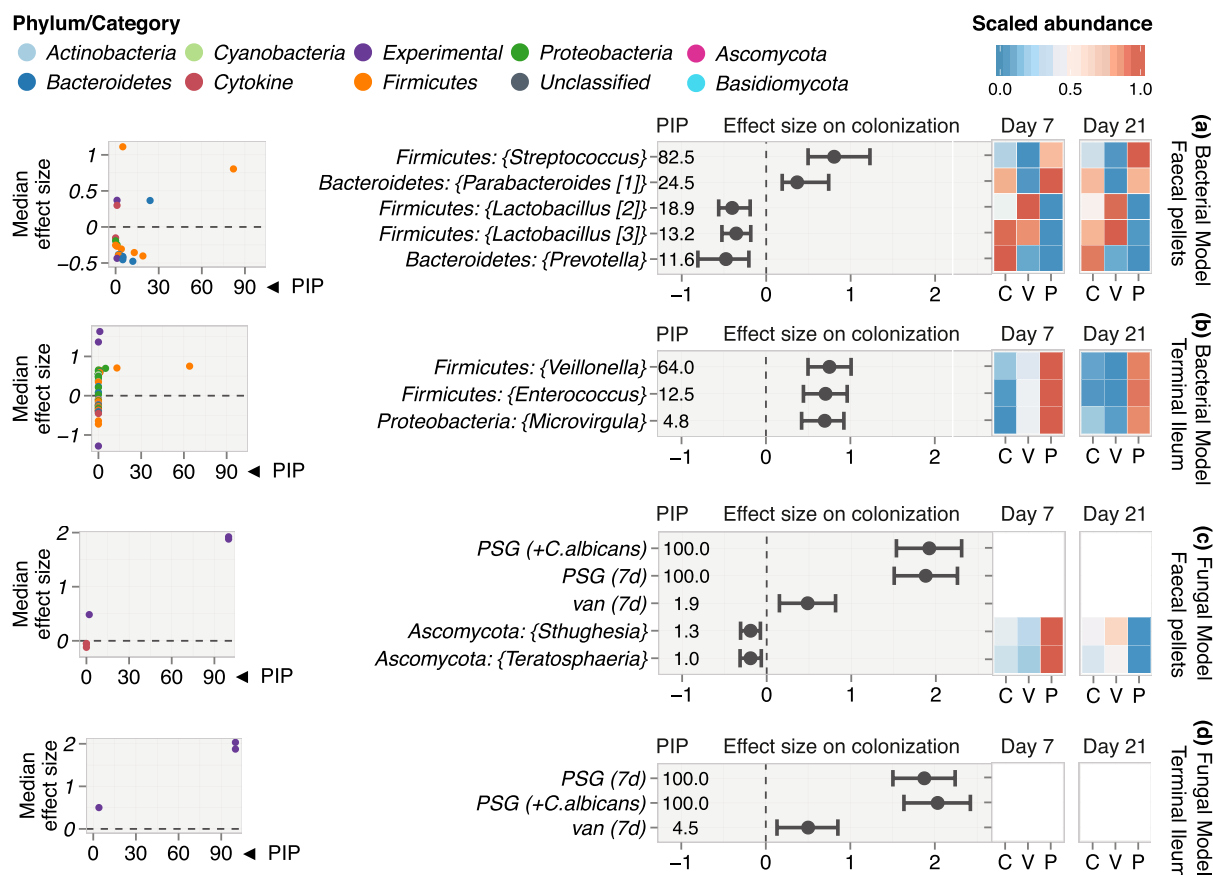 Phylum/Category
Scaled abundance
Actinobacteria Cyanobacteria Experimental Proteobacteria Ascomycota
Bacteroidetes Cytokine Firmicutes Unclassified Basidiomycota
0.0 0.5 1.0
PIP Effect size on colonization Day 7 Day 21
Median
effect size
1
0.5
0
−0.5
0 30 60 90 ◄ PIP
Firmicutes: {Streptococcus} 82.5
Bacteroidetes: {Parabacteroides [1]} 24.5
Firmicutes: {Lactobacillus [2]} 18.9
Firmicutes: {Lactobacillus [3]} 13.2
Bacteroidetes: {Prevotella} 11.6
−1 0 1 2
C V P C V P
(a) Bacterial Model
Faecal pellets
PIP Effect size on colonization Day 7 Day 21
Median
effect size
1
0
−1
0 30 60 90 ◄ PIP
Firmicutes: {Veillonella} 64.0
Firmicutes: {Enterococcus} 12.5
Proteobacteria: {Microvirgula} 4.8
−1 0 1 2
C V P C V P
(b) Bacterial Model
Terminal Ileum
PIP Effect size on colonization Day 7 Day 21
Median
effect size
2
1
0
0 30 60 90 ◄ PIP
PSG (+C.albicans) 100.0
PSG (7d) 100.0
van (7d) 1.9
Ascomycota: {Sthughesia} 1.3
Ascomycota: {Teratosphaeria} 1.0
−1 0 1 2
C V P C V P
(c) Fungal Model
Faecal pellets
PIP Effect size on colonization Day 7 Day 21
Median
effect size
2
1
0
0 30 60 90 ◄ PIP
PSG (7d) 100.0
PSG (+C.albicans) 100.0
van (7d) 4.5
−1 0 1 2
C V P C V P
(d) Fungal Model
Terminal Ileum